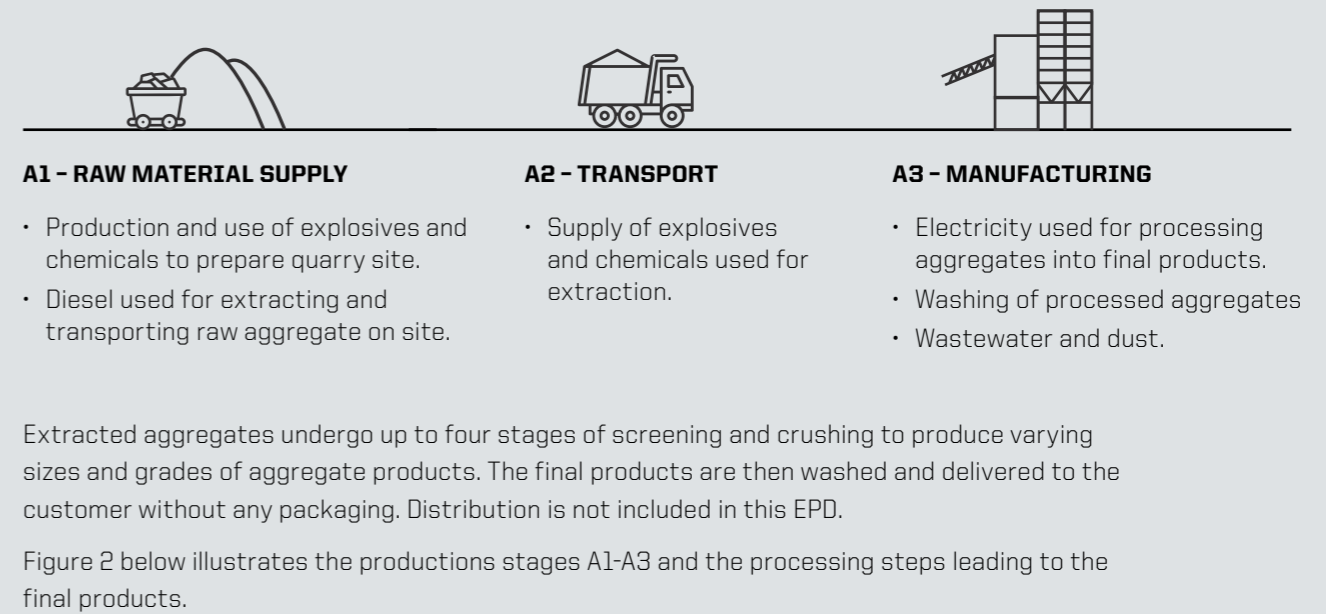 A1 – RAW MATERIAL SUPPLY
• Production and use of explosives and
chemicals to prepare quarry site.
• Diesel used for extracting and
transporting raw aggregate on site.
A2 – TRANSPORT
• Supply of explosives
and chemicals used for
extraction.
A3 – MANUFACTURING
• Electricity used for processing
aggregates into final products.
• Washing of processed aggregates
• Wastewater and dust.
Extracted aggregates undergo up to four stages of screening and crushing to produce varying
sizes and grades of aggregate products. The final products are then washed and delivered to the
customer without any packaging. Distribution is not included in this EPD.
Figure 2 below illustrates the productions stages A1-A3 and the processing steps leading to the
final products.